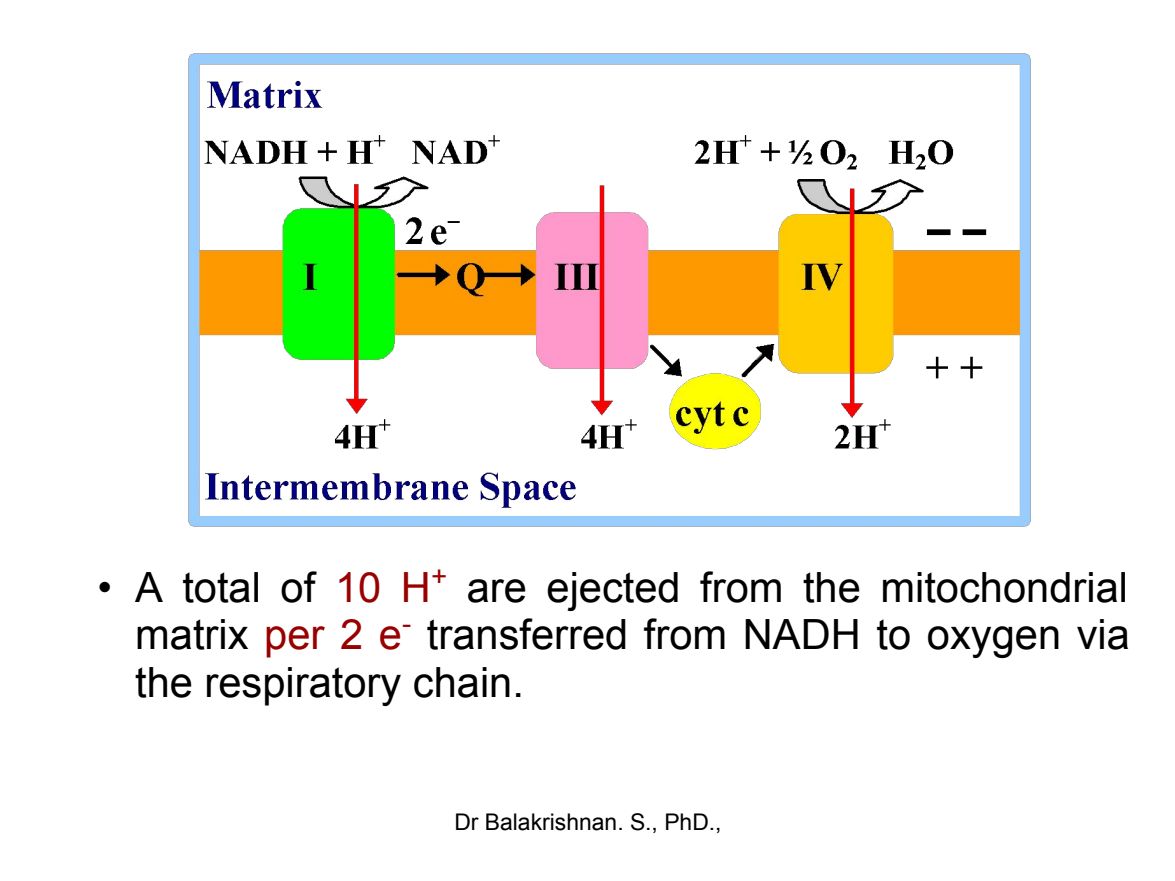 Matrix
NADH + H⁺ NAD⁺ 2H⁺ + ½ O₂ H₂O
2 e⁻ – –
I Q III IV
+ +
cyt c
4H⁺ 4H⁺ 2H⁺
Intermembrane Space
• A total of 10 H⁺ are ejected from the mitochondrial
matrix per 2 e⁻ transferred from NADH to oxygen via
the respiratory chain.
Dr Balakrishnan. S., PhD.,